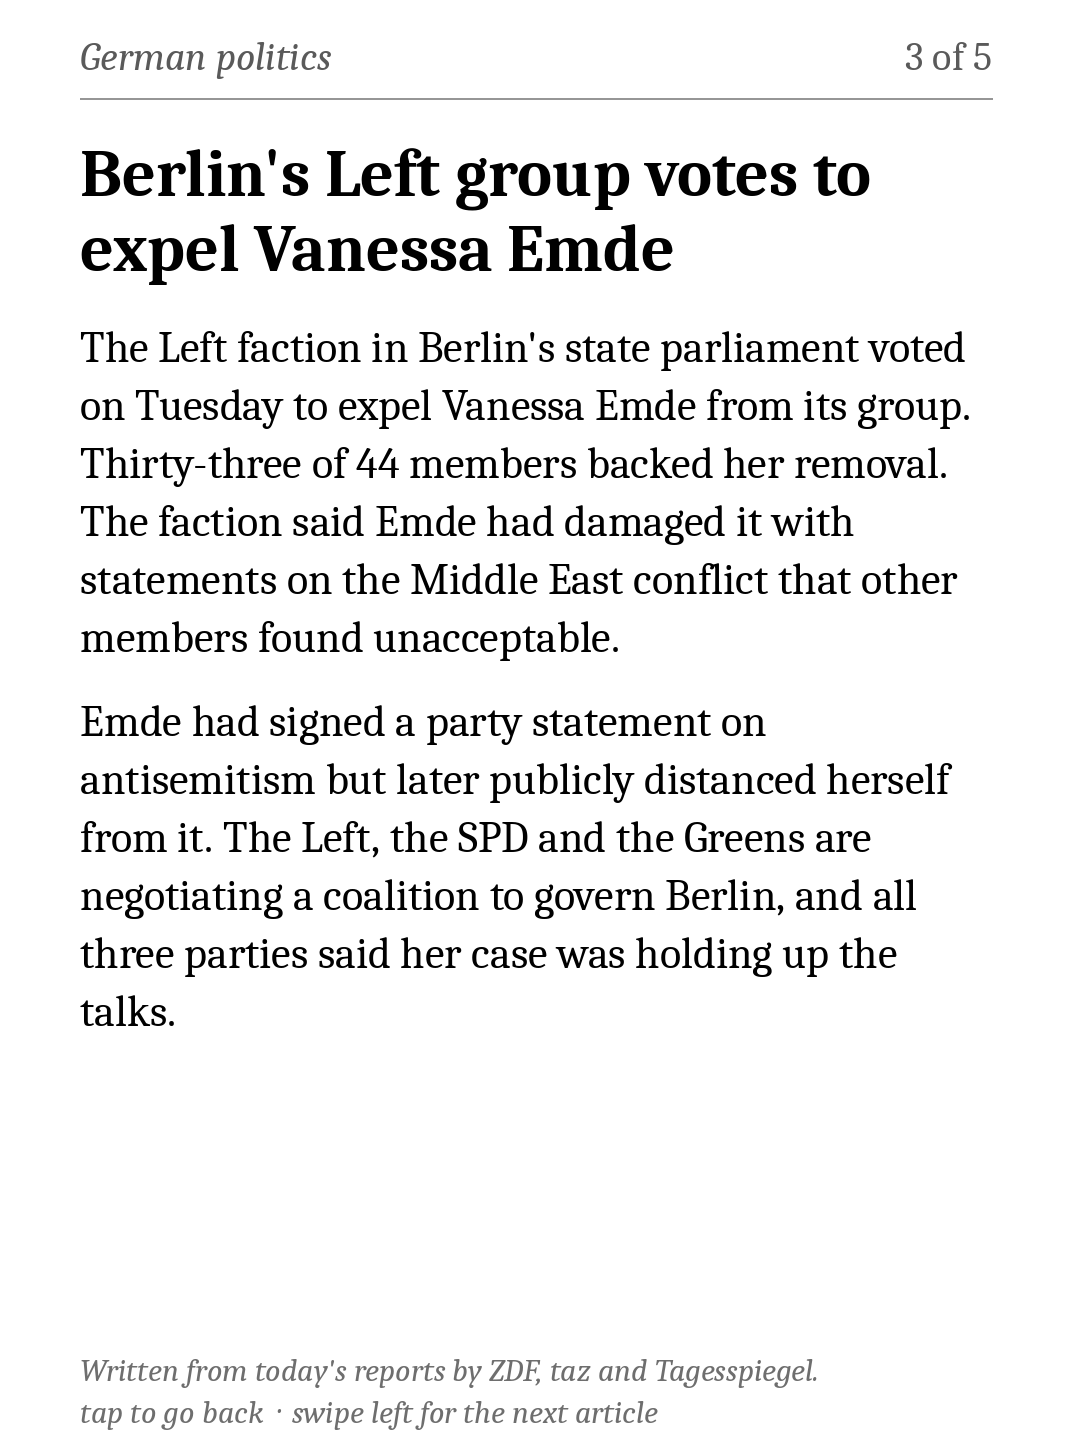 German politics
3 of 5
Berlin's Left group votes to
expel Vanessa Emde
The Left faction in Berlin's state parliament voted
on Tuesday to expel Vanessa Emde from its group.
Thirty-three of 44 members backed her removal.
The faction said Emde had damaged it with
statements on the Middle East conflict that other
members found unacceptable.
Emde had signed a party statement on
antisemitism but later publicly distanced herself
from it. The Left, the SPD and the Greens are
negotiating a coalition to govern Berlin, and all
three parties said her case was holding up the
talks.
Written from today's reports by ZDF, taz and Tagesspiegel.
tap to go back · swipe left for the next article